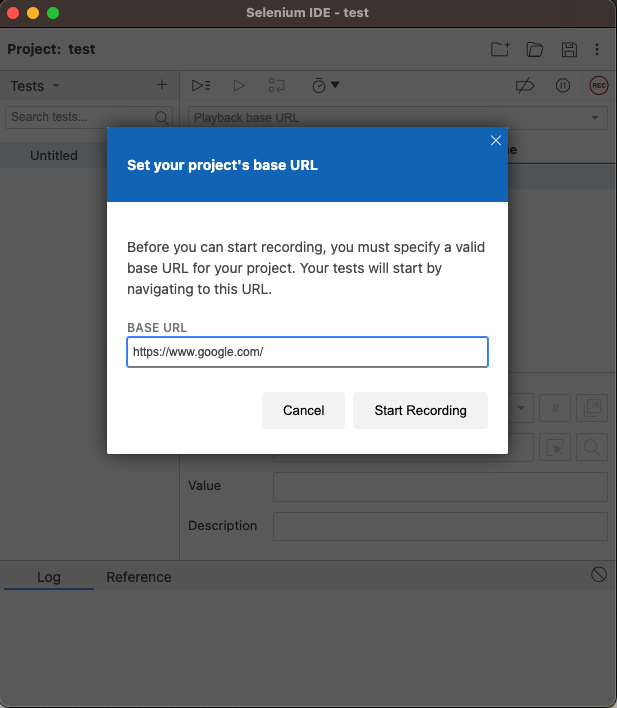 Selenium IDE - test
Project: test
Tests
REC
Search tests...
Playback base URL
Untitled
ue
Set your project's base URL
Before you can start recording, you must specify a valid
base URL for your project. Your tests will start by
navigating to this URL.
BASE URL
https://www.google.com/
Cancel
Start Recording
//
Value
Description
Log
Reference